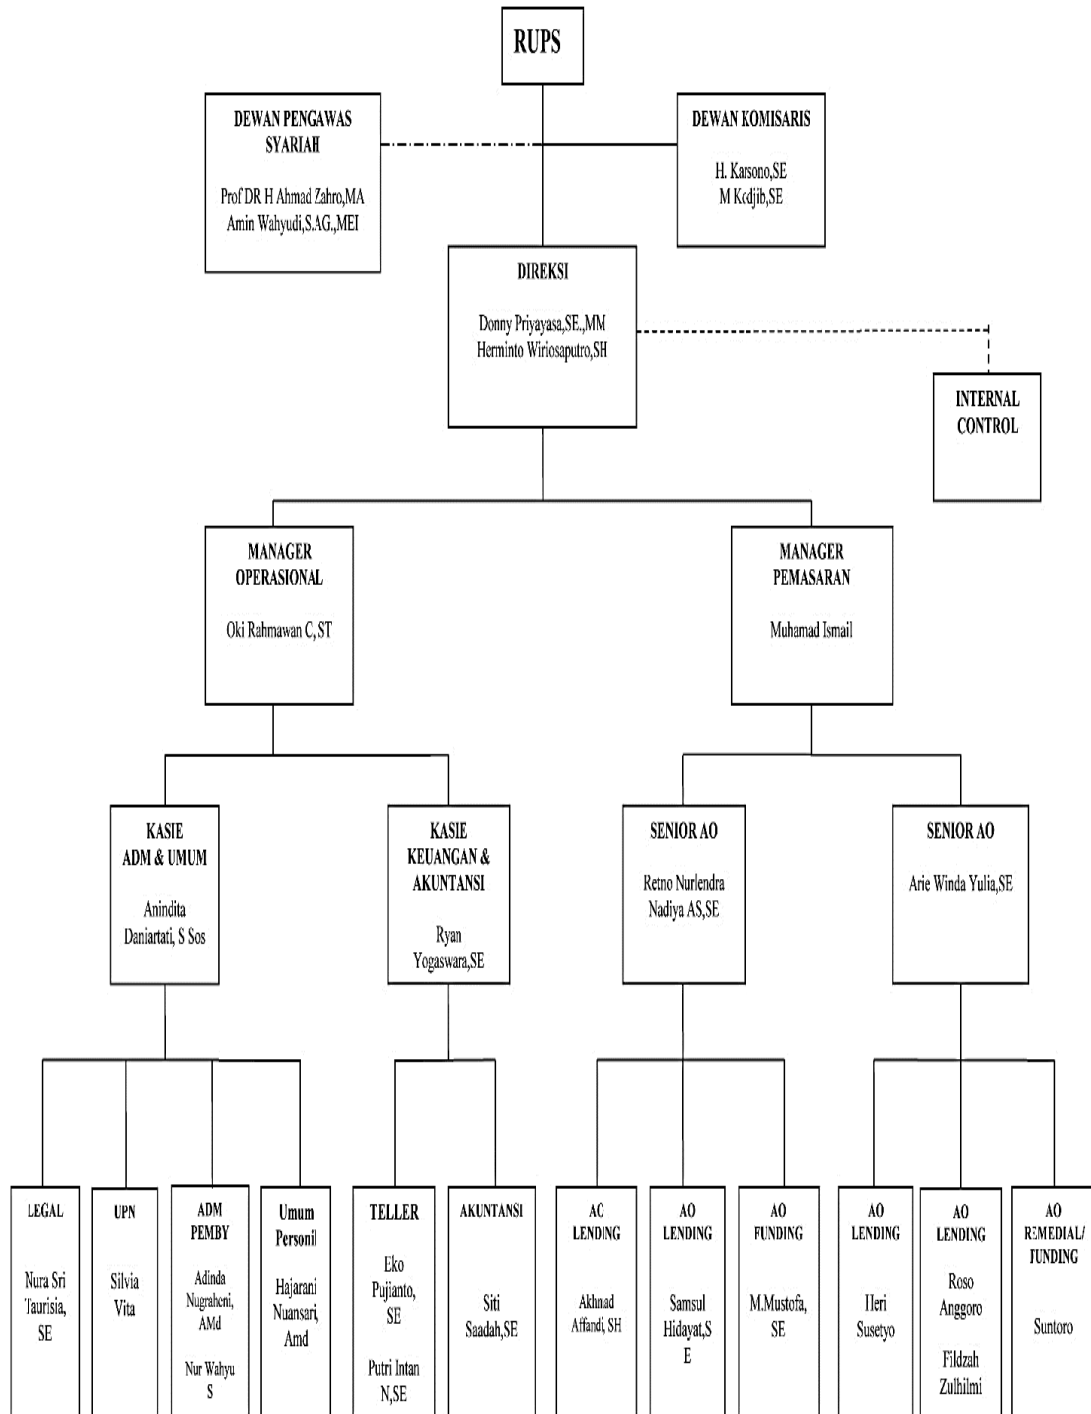 RUPS
DEWAN PENGAWAS
SYARIAH
Prof DR H Ahmad Zahro,MA
Amin Wahyudi,S.AG.,MEI
DEWAN KOMISARIS
H. Karsono,SE
M Kodjib,SE
DIREKSI
Donny Priyayasa,SE.,MM
Herminto Wiriosaputro,SH
INTERNAL
CONTROL
MANAGER
OPERASIONAL
Oki Rahmawan C, ST
MANAGER
PEMASARAN
Muhamad Ismail
KASIE
ADM & UMUM
Anindita
Daniartati, S Sos
KASIE
KEUANGAN &
AKUNTANSI
Ryan
Yogaswara,SE
SENIOR AO
Retno Nurlendra
Nadiya AS,SE
SENIOR AO
Arie Winda Yulia,SE
LEGAL
Nura Sri
Taurisia,
SE
UPN
Silvia
Vita
ADM
PEMBY
Adinda
Nugraheni,
AMd
Nur Wahyu
S
Umum
Personil
Hajarani
Nuansari,
Amd
TELLER
Eko
Pujianto,
SE
Putri Intan
N,SE
AKUNTANSI
Siti
Saadah,SE
AO
LENDING
Akhmad
Affandi, SH
AO
LENDING
Samsul
Hidayat,S
E
AO
FUNDING
M.Mustofa,
SE
AO
LENDING
Heri
Susetyo
AO
LENDING
Roso
Anggoro
Fildzah
Zulhilmi
AO
REMEDIAL/
FUNDING
Suntoro